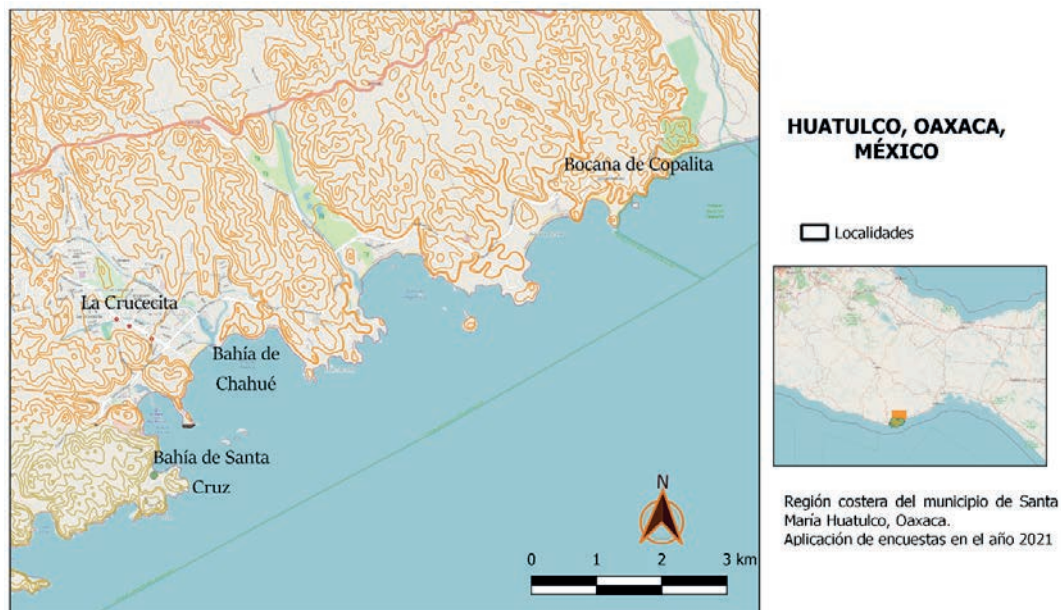 Bocana de Copalita
La Crucecita
Bahía de
Chahué
Bahía de Santa
Cruz
N
0 1 2 3 km
HUATULCO, OAXACA,
MÉXICO
Localidades
Región costera del municipio de Santa
María Huatulco, Oaxaca.
Aplicación de encuestas en el año 2021